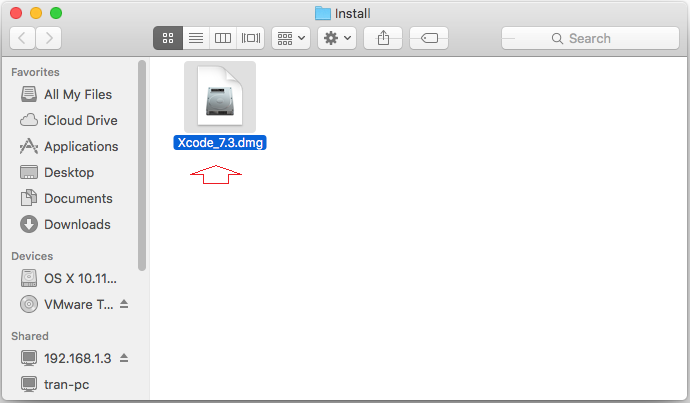 Install
Search
Favorites
All My Files
iCloud Drive
Applications
Desktop
Documents
Downloads
Devices
OS X 10.11...
VMware T...
Shared
192.168.1.3
tran-pc
Xcode_7.3.dmg